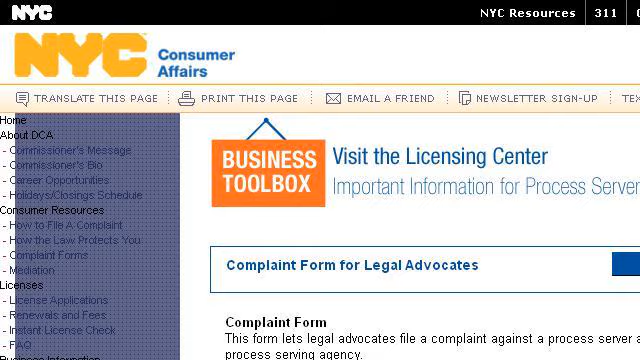 NYC
NYC Resources
311
NYC Consumer
Affairs
TRANSLATE THIS PAGE
PRINT THIS PAGE
EMAIL A FRIEND
NEWSLETTER SIGN-UP
TEX
Home
About DCA
- Commissioner's Message
- Commissioner's Bio
- Career Opportunities
- Holidays/Closings Schedule
Consumer Resources
- How to File A Complaint
- How the Law Protects You
- Complaint Forms
- Mediation
Licenses
- License Applications
- Renewals and Fees
- Instant License Check
- FAQ
Business Information
BUSINESS
TOOLBOX
Visit the Licensing Center
Important Information for Process Server
Complaint Form for Legal Advocates
Complaint Form
This form lets legal advocates file a complaint against a process server a
process serving agency.